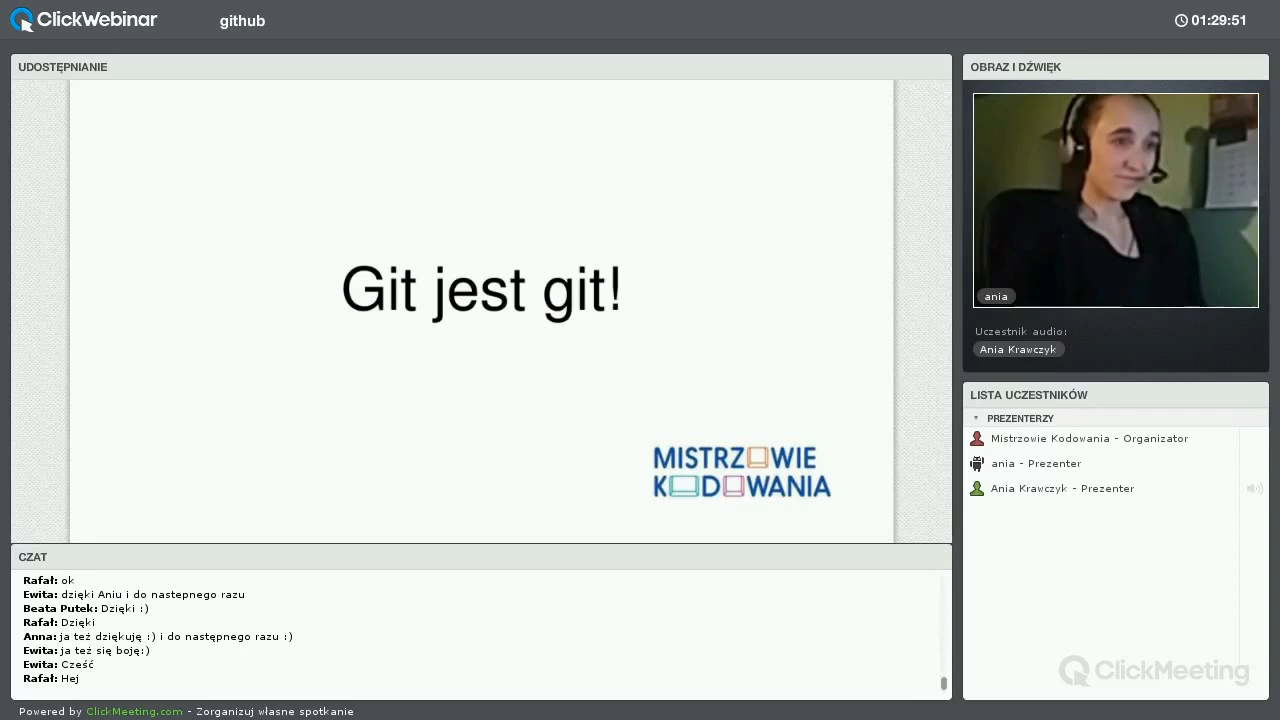 ClickWebinar
github
01:29:51
UDOSTĘPNIANIE
Git jest git!
MISTRZOWIE
KODOWANIA
CZAT
Rafał: ok
Ewita: dzięki Aniu i do nastepnego razu
Beata Putek: Dzięki :)
Rafał: Dzięki
Anna: ja też dziękuję :) i do następnego razu :)
Ewita: ja też się boję:)
Ewita: Cześć
Rafał: Hej
OBRAZ I DŹWIĘK
ania
Uczestnik audio:
Ania Krawczyk
LISTA UCZESTNIKÓW
PREZENTERZY
Mistrzowie Kodowania - Organizator
ania - Prezenter
Ania Krawczyk - Prezenter
ClickMeeting
Powered by ClickMeeting.com - Zorganizuj własne spotkanie